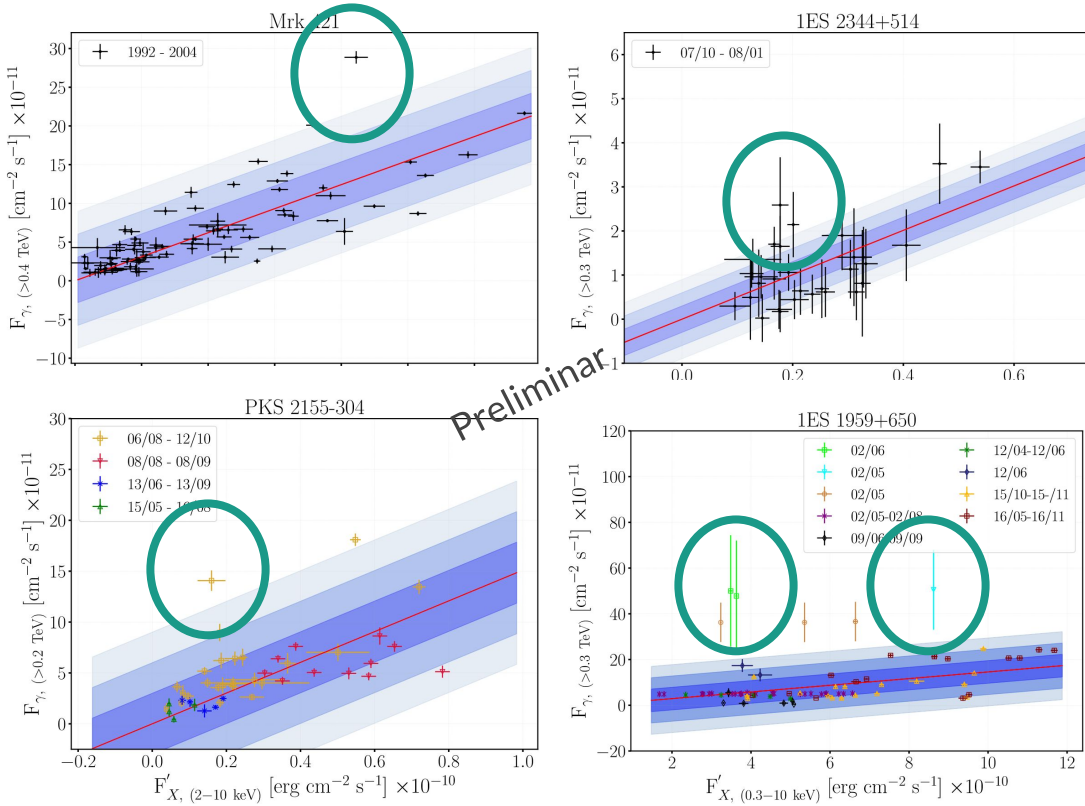 Mrk 421
1992 - 2004
30
25
20
15
10
5
0
−5
−10
F_γ, (>0.4 TeV) [cm⁻² s⁻¹] ×10⁻¹¹
1ES 2344+514
07/10 - 08/01
6
5
4
3
2
1
0
−1
0.0 0.2 0.4 0.6
F_γ, (>0.3 TeV) [cm⁻² s⁻¹] ×10⁻¹¹
Preliminar
PKS 2155-304
06/08 - 12/10
08/08 - 08/09
13/06 - 13/09
30
25
20
15
10
5
0
F_γ, (>0.2 TeV) [cm⁻² s⁻¹] ×10⁻¹¹
−0.2 0.0 0.2 0.4 0.6 0.8 1.0
F′_X, (2−10 keV) [erg cm⁻² s⁻¹] ×10⁻¹⁰
1ES 1959+650
02/06
02/05
02/05
02/05-02/08
09/06-09/09
12/04-12/06
12/06
15/10-15-/11
16/05-16/11
120
100
80
60
40
20
0
−20
F_γ, (>0.3 TeV) [cm⁻² s⁻¹] ×10⁻¹¹
2 4 6 8 10 12
F′_X, (0.3−10 keV) [erg cm⁻² s⁻¹] ×10⁻¹⁰